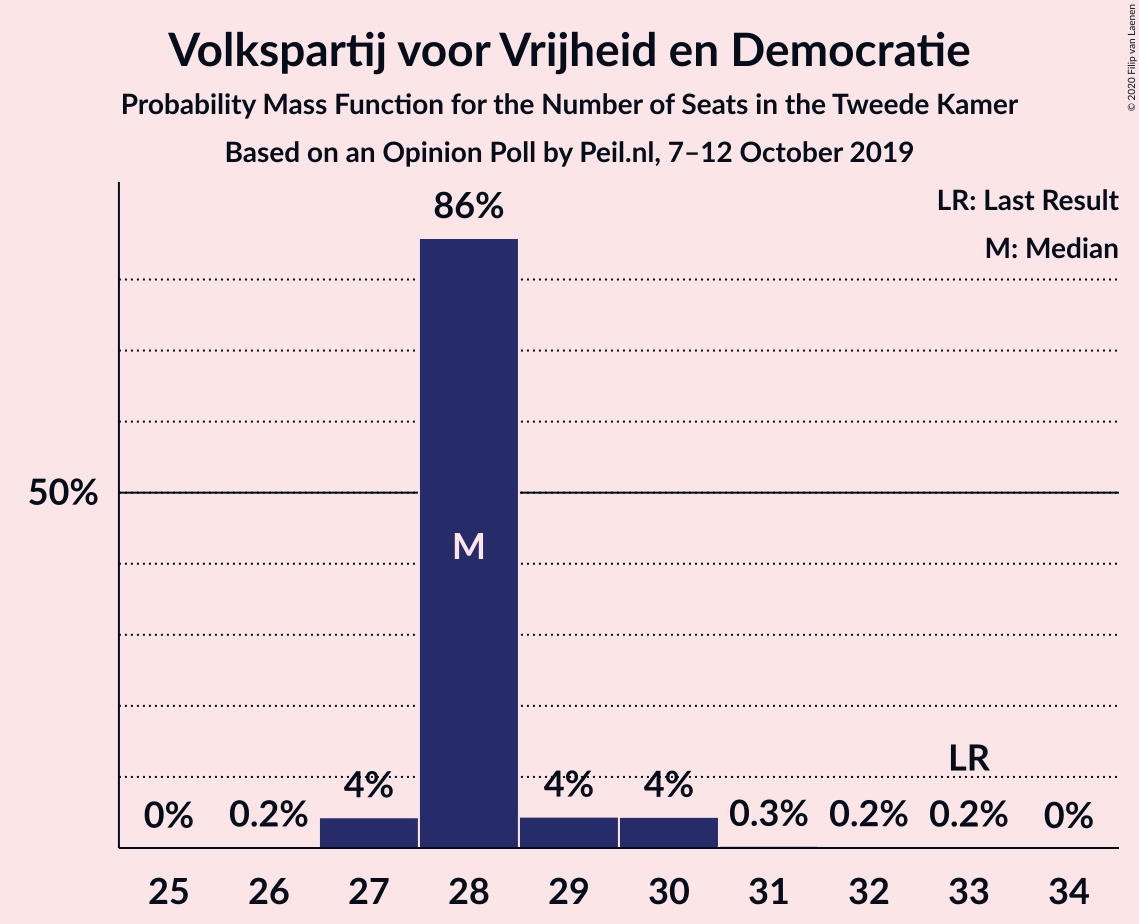 Volkspartij voor Vrijheid en Democratie
Probability Mass Function for the Number of Seats in the Tweede Kamer
Based on an Opinion Poll by Peil.nl, 7–12 October 2019
© 2020 Filip van Laenen
LR: Last Result
M: Median
86%
50%
M
LR
0% 0.2% 4% 4% 4% 0.3% 0.2% 0.2% 0%
25 26 27 28 29 30 31 32 33 34